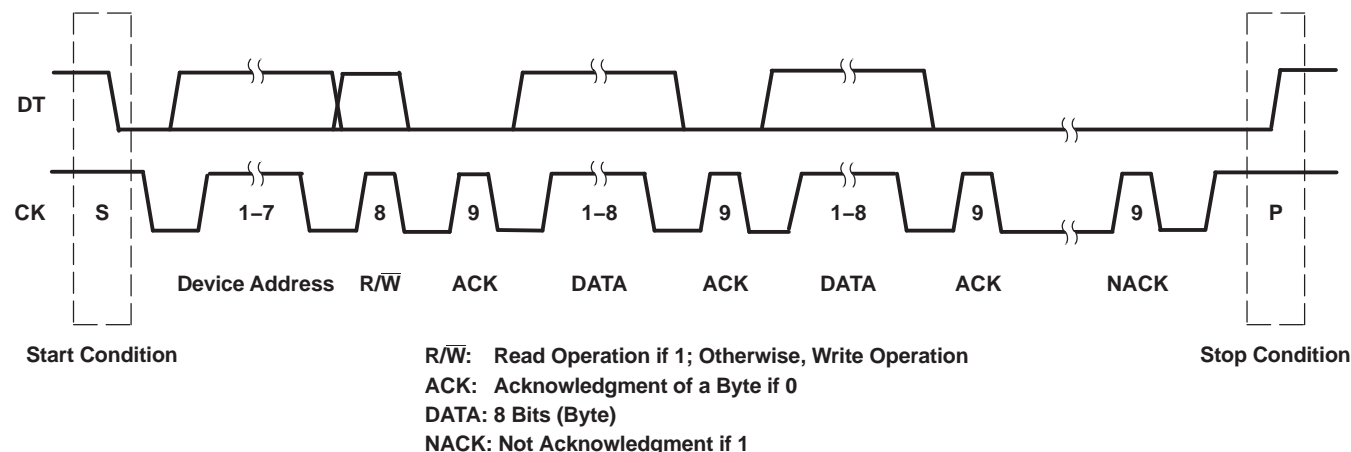 DT
CK S 1–7 8 9 1–8 9 1–8 9 9 P
Device Address R/W̅ ACK DATA ACK DATA ACK NACK
Start Condition Stop Condition
R/W̅: Read Operation if 1; Otherwise, Write Operation
ACK: Acknowledgment of a Byte if 0
DATA: 8 Bits (Byte)
NACK: Not Acknowledgment if 1